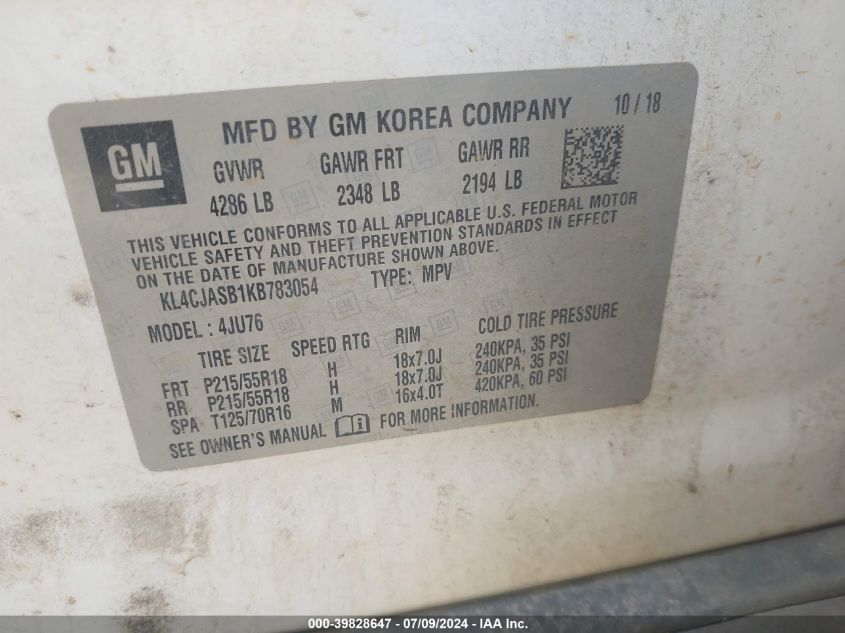 GM
MFD BY GM KOREA COMPANY 10 / 18
GVWR GAWR FRT GAWR RR
4286 LB 2348 LB 2194 LB
THIS VEHICLE CONFORMS TO ALL APPLICABLE U.S. FEDERAL MOTOR
VEHICLE SAFETY AND THEFT PREVENTION STANDARDS IN EFFECT
ON THE DATE OF MANUFACTURE SHOWN ABOVE.
KL4CJASB1KB783054 TYPE: MPV
MODEL : 4JU76
TIRE SIZE SPEED RTG RIM COLD TIRE PRESSURE
FRT P215/55R18 H 18x7.0J 240KPA, 35 PSI
RR P215/55R18 H 18x7.0J 240KPA, 35 PSI
SPA T125/70R16 M 16x4.0T 420KPA, 60 PSI
SEE OWNER'S MANUAL FOR MORE INFORMATION.
000-39828647 - 07/09/2024 - IAA Inc.